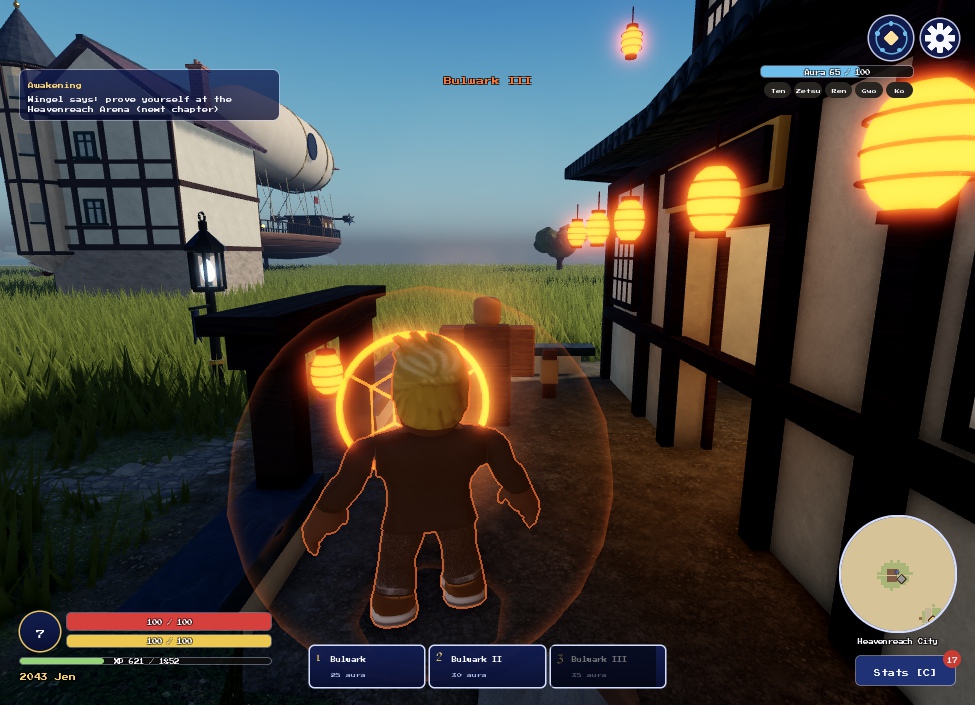 Bulwark III
Aura 65 / 100
Ten Zetsu Ren Gyo Ko
Awakening
Wingel says: prove yourself at the
Heavenreach Arena (next chapter)
Heavenreach City
7
100 / 100
100 / 100
XP 621 / 1852
2043 Jen
1 Bulwark
25 aura
2 Bulwark II
30 aura
3 Bulwark III
35 aura
Stats [C]
17